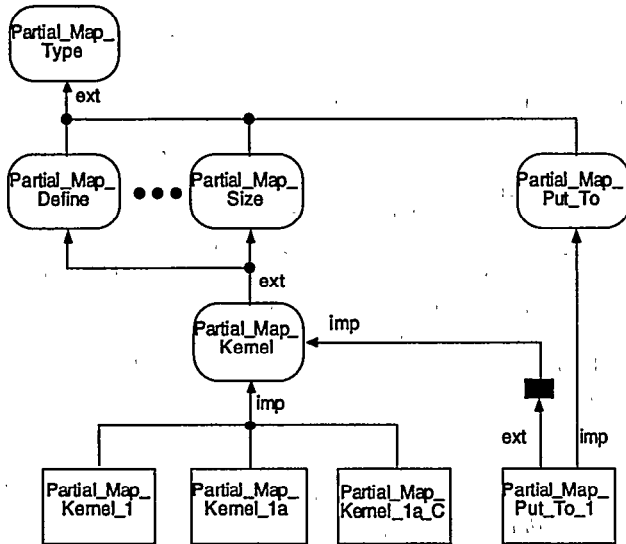 Partial_Map_
Type
ext
Partial_Map_
Define
Partial_Map_
Size
Partial_Map_
Put_To
ext
Partial_Map_
Kernel
imp
imp
ext
imp
Partial_Map_
Kernel_1
Partial_Map_
Kernel_1a
Partial_Map_
Kernel_1a_C
Partial_Map_
Put_To_1